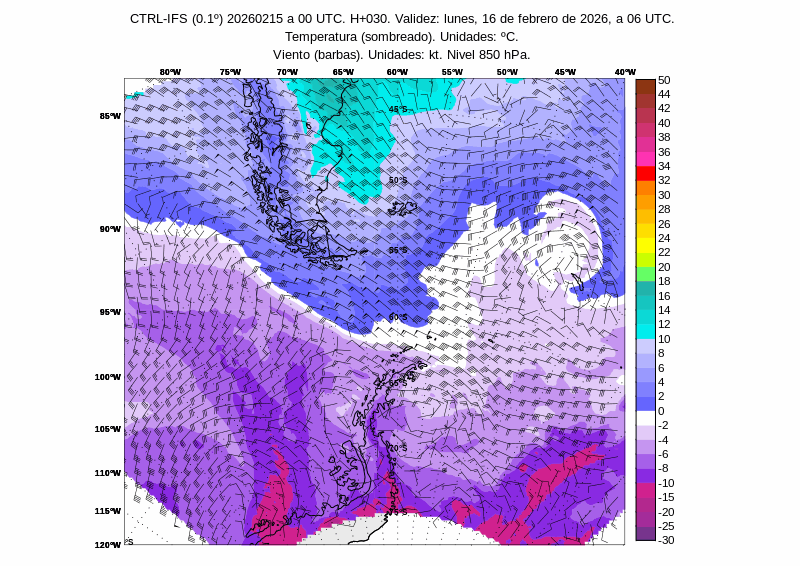 CTRL-IFS (0.1º) 20260215 a 00 UTC. H+030. Validez: lunes, 16 de febrero de 2026, a 06 UTC.
Temperatura (sombreado). Unidades: ºC.
Viento (barbas). Unidades: kt. Nivel 850 hPa.
80ºW 75ºW 70ºW 65ºW 60ºW 55ºW 50ºW 45ºW 40ºW
50
44
42
40
38
36
34
32
30
28
26
24
22
20
18
16
14
12
10
8
6
4
2
0
-2
-4
-6
-8
-10
-15
-20
-25
-30
85ºW
90ºW
95ºW
100ºW
105ºW
110ºW
115ºW
120ºW
45ºS
50ºS
55ºS
60ºS
65ºS
70ºS
75ºS
ºS